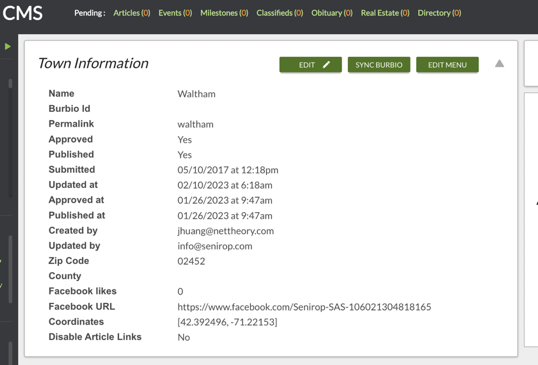 CMS
Pending : Articles (0) Events (0) Milestones (0) Classifieds (0) Obituary (0) Real Estate (0) Directory (0)
Town Information
EDIT SYNC BURBIO EDIT MENU
Name Waltham
Burbio Id
Permalink waltham
Approved Yes
Published Yes
Submitted 05/10/2017 at 12:18pm
Updated at 02/10/2023 at 6:18am
Approved at 01/26/2023 at 9:47am
Published at 01/26/2023 at 9:47am
Created by jhuang@nettheory.com
Updated by info@senirop.com
Zip Code 02452
County
Facebook likes 0
Facebook URL https://www.facebook.com/Senirop-SAS-106021304818165
Coordinates [42.392496, -71.22153]
Disable Article Links No